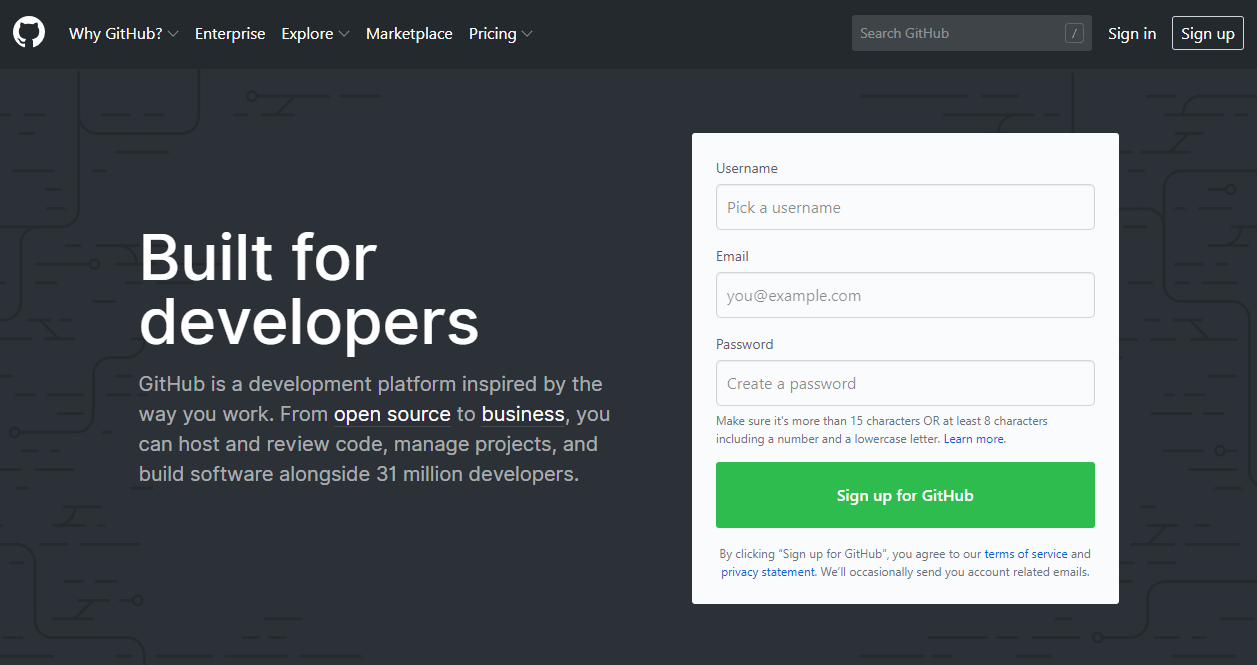 Why GitHub? Enterprise Explore Marketplace Pricing Search GitHub / Sign in Sign up
Built for
developers
GitHub is a development platform inspired by the
way you work. From open source to business, you
can host and review code, manage projects, and
build software alongside 31 million developers.
Username
Pick a username
Email
you@example.com
Password
Create a password
Make sure it's more than 15 characters OR at least 8 characters
including a number and a lowercase letter. Learn more.
Sign up for GitHub
By clicking “Sign up for GitHub”, you agree to our terms of service and
privacy statement. We’ll occasionally send you account related emails.